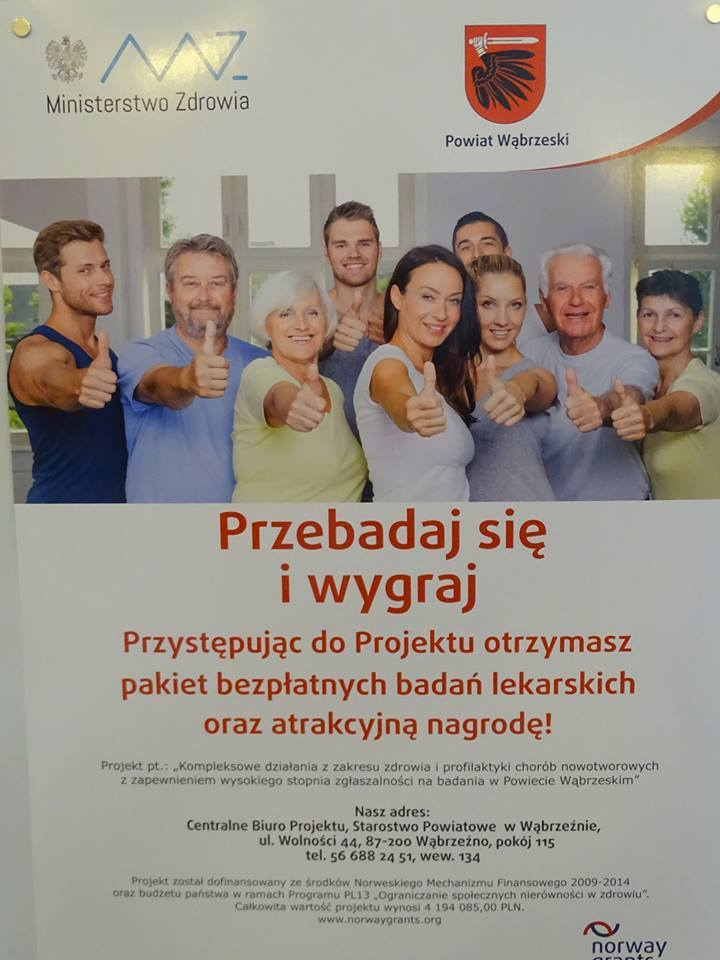 Ministerstwo Zdrowia
Powiat Wąbrzeski
Przebadaj się
i wygraj
Przystępując do Projektu otrzymasz
pakiet bezpłatnych badań lekarskich
oraz atrakcyjną nagrodę!
Projekt pt.: „Kompleksowe działania z zakresu zdrowia i profilaktyki chorób nowotworowych
z zapewnieniem wysokiego stopnia zgłaszalności na badania w Powiecie Wąbrzeskim”
Nasz adres:
Centralne Biuro Projektu, Starostwo Powiatowe w Wąbrzeźnie,
ul. Wolności 44, 87-200 Wąbrzeźno, pokój 115
tel. 56 688 24 51, wew. 134
Projekt został dofinansowany ze środków Norweskiego Mechanizmu Finansowego 2009-2014
oraz budżetu państwa w ramach Programu PL13 „Ograniczanie społecznych nierówności w zdrowiu”.
Całkowita wartość projektu wynosi 4 194 085,00 PLN.
www.norwaygrants.org
norway
grants